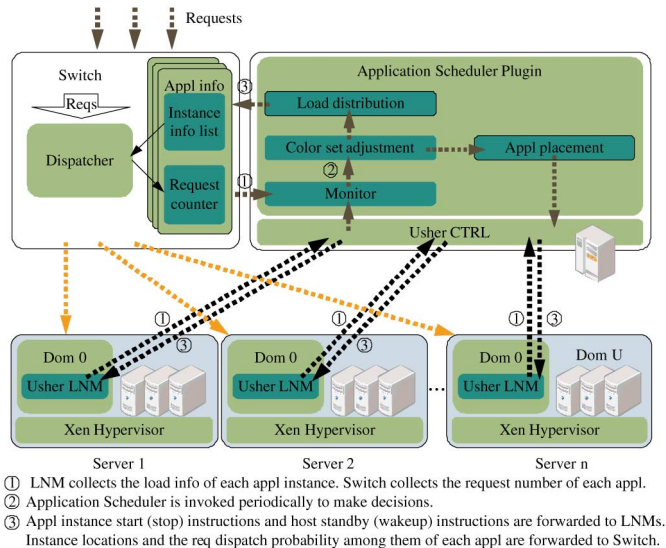 Requests
Switch
Reqs
Dispatcher
Appl info
Instance
info list
Request
counter
③
①
Application Scheduler Plugin
Load distribution
Color set adjustment
Appl placement
②
Monitor
Usher CTRL
①
③
①
③
①
③
Dom 0
Usher LNM
Xen Hypervisor
Server 1
Dom 0
Usher LNM
Xen Hypervisor
Server 2
...
Dom 0
Dom U
Usher LNM
Xen Hypervisor
Server n
① LNM collects the load info of each appl instance. Switch collects the request number of each appl.
② Application Scheduler is invoked periodically to make decisions.
③ Appl instance start (stop) instructions and host standby (wakeup) instructions are forwarded to LNMs.
Instance locations and the req dispatch probability among them of each appl are forwarded to Switch.